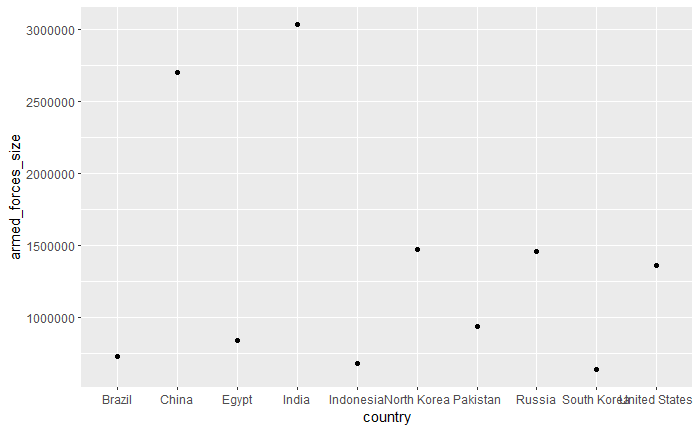 armed_forces_size
3000000
2500000
2000000
1500000
1000000
Brazil China Egypt India Indonesia North Korea Pakistan Russia South Korea United States
country